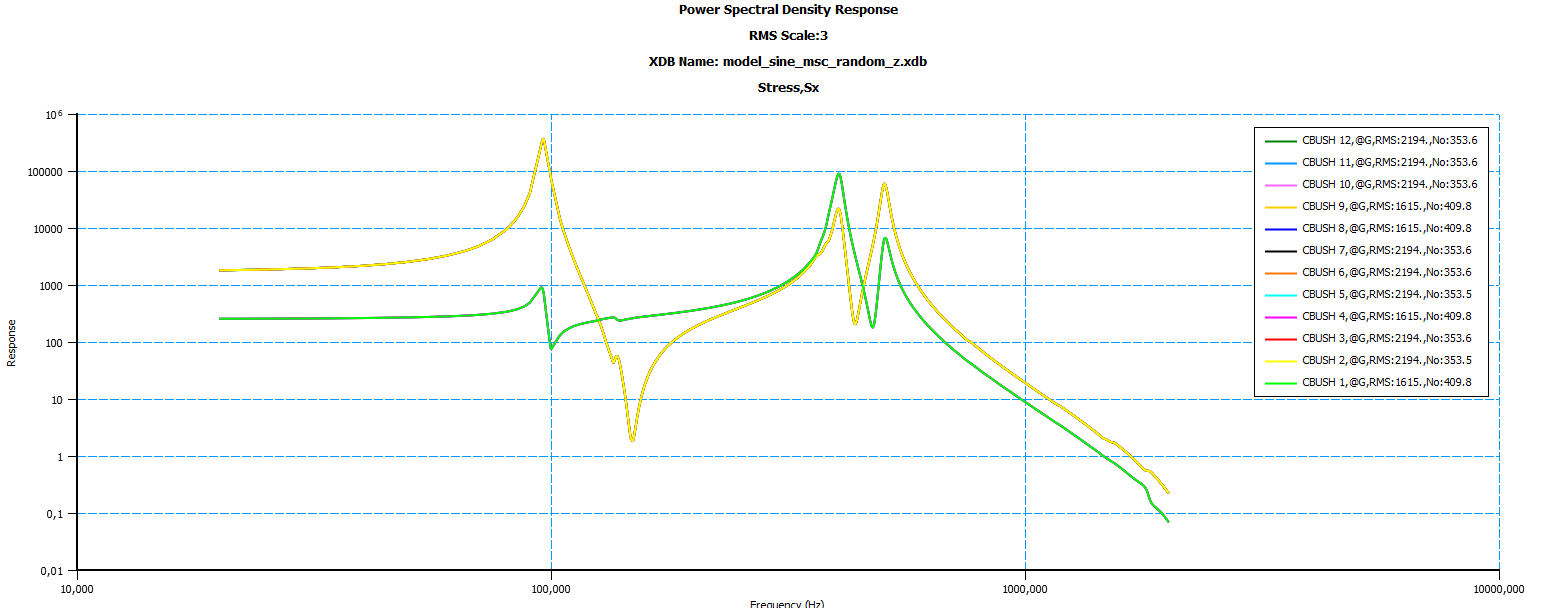 Power Spectral Density Response
RMS Scale:3
XDB Name: model_sine_msc_random_z.xdb
Stress,Sx
10⁶
100000
10000
1000
100
10
1
0,1
0,01
Response
CBUSH 12,@G,RMS:2194.,No:353.6
CBUSH 11,@G,RMS:2194.,No:353.6
CBUSH 10,@G,RMS:2194.,No:353.6
CBUSH 9,@G,RMS:1615.,No:409.8
CBUSH 8,@G,RMS:1615.,No:409.8
CBUSH 7,@G,RMS:2194.,No:353.6
CBUSH 6,@G,RMS:2194.,No:353.6
CBUSH 5,@G,RMS:2194.,No:353.5
CBUSH 4,@G,RMS:1615.,No:409.8
CBUSH 3,@G,RMS:2194.,No:353.6
CBUSH 2,@G,RMS:2194.,No:353.5
CBUSH 1,@G,RMS:1615.,No:409.8
10,000
100,000
1000,000
10000,000
Frequency (Hz)